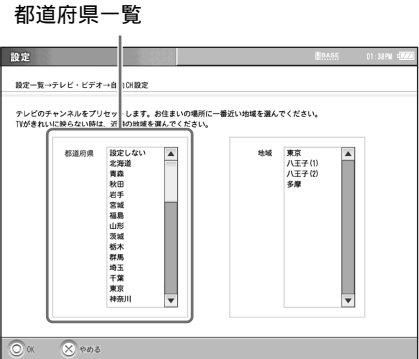 都道府県一覧
設定
BASE
01:38PM
設定一覧→テレビ・ビデオ→自動CH設定
テレビのチャンネルをプリセットします。お住まいの場所に一番近い地域を選んでください。
TVがきれいに映らない時は、近くの地域を選んでください。
都道府県
設定しない
北海道
青森
秋田
岩手
宮城
福島
山形
茨城
栃木
群馬
埼玉
千葉
東京
神奈川
地域
東京
八王子(1)
八王子(2)
多摩
OK
やめる